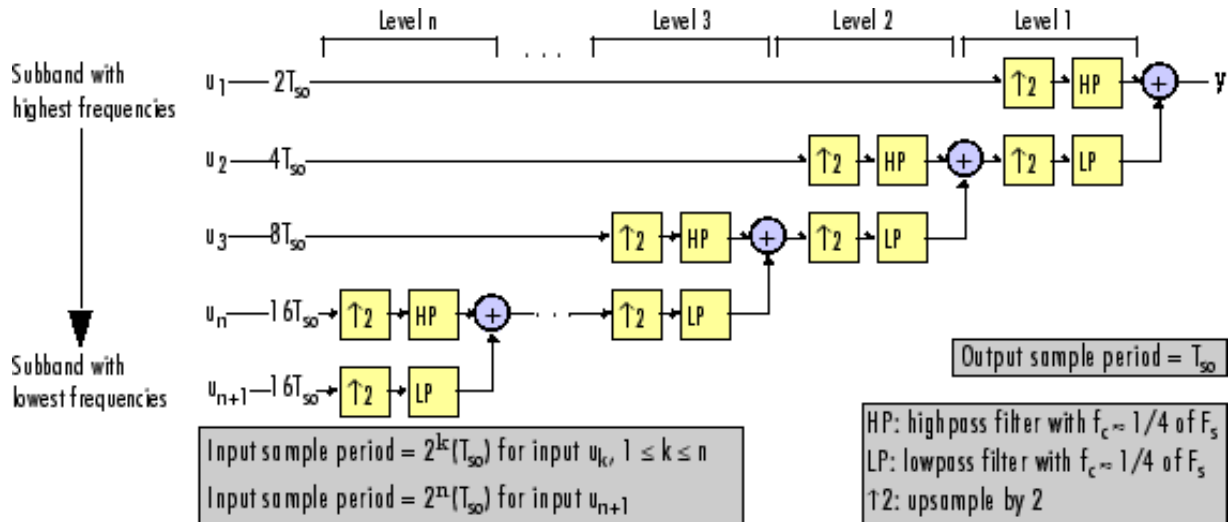 Level n
. . .
Level 3
Level 2
Level 1
Subband with
highest frequencies
u₁ 2Tₛₒ
↑2
HP
+
y
u₂ 4Tₛₒ
↑2
HP
+
↑2
LP
u₃ 8Tₛₒ
↑2
HP
+
↑2
LP
uₙ 16Tₛₒ
↑2
HP
+
. . .
↑2
LP
Subband with
lowest frequencies
uₙ₊₁ 16Tₛₒ
↑2
LP
Output sample period = Tₛₒ
Input sample period = 2ᵏ(Tₛₒ) for input uₖ, 1 ≤ k ≤ n
Input sample period = 2ⁿ(Tₛₒ) for input uₙ₊₁
HP: highpass filter with f_c ≈ 1/4 of Fₛ
LP: lowpass filter with f_c ≈ 1/4 of Fₛ
↑2: upsample by 2